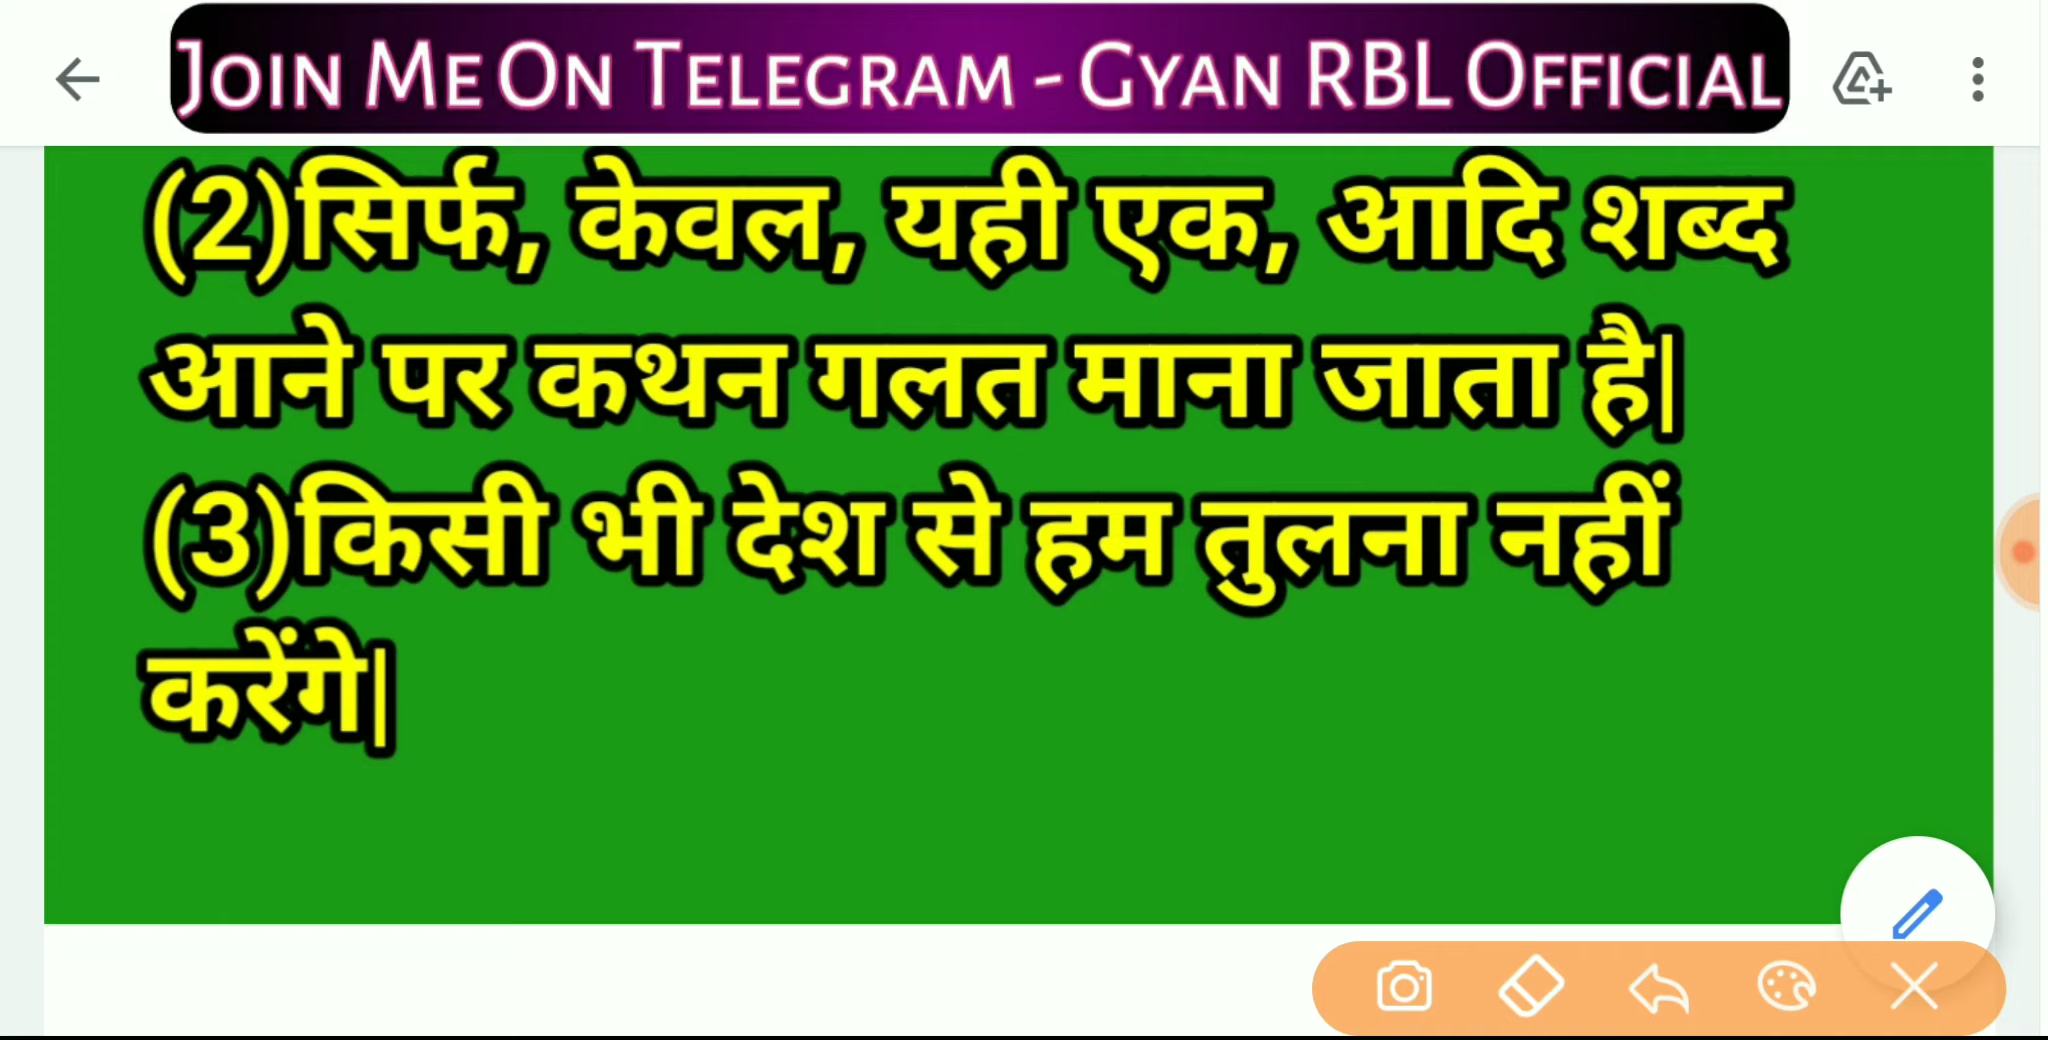 JOIN ME ON TELEGRAM - GYAN RBL OFFICIAL
(2)सिर्फ, केवल, यही एक, आदि शब्द
आने पर कथन गलत माना जाता है|
(3)किसी भी देश से हम तुलना नहीं
करेंगे|